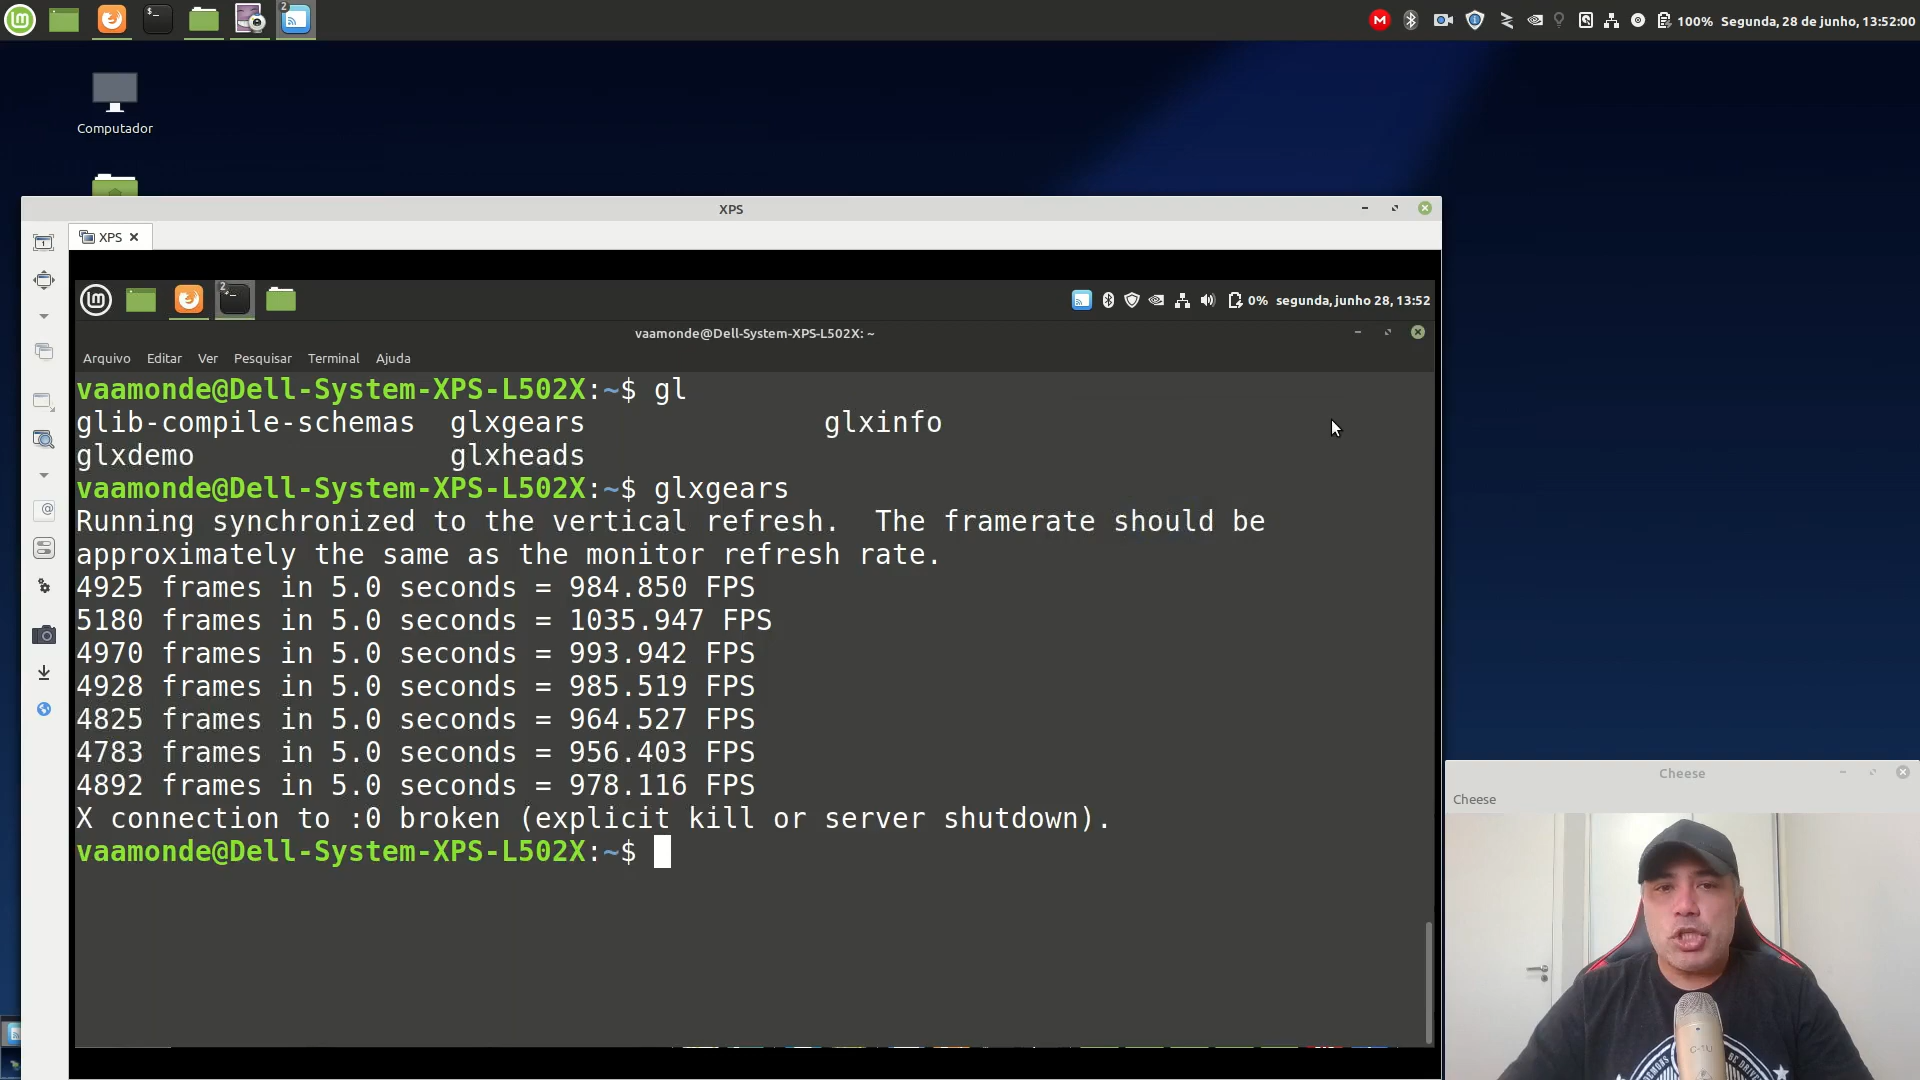 2
100% Segunda, 28 de junho, 13:52:00
Computador
XPS
XPS
2
0% segunda, junho 28, 13:52
vaamonde@Dell-System-XPS-L502X: ~
Arquivo Editar Ver Pesquisar Terminal Ajuda
vaamonde@Dell-System-XPS-L502X:~$ gl
glib-compile-schemas glxgears glxinfo
glxdemo glxheads
vaamonde@Dell-System-XPS-L502X:~$ glxgears
Running synchronized to the vertical refresh. The framerate should be
approximately the same as the monitor refresh rate.
4925 frames in 5.0 seconds = 984.850 FPS
5180 frames in 5.0 seconds = 1035.947 FPS
4970 frames in 5.0 seconds = 993.942 FPS
4928 frames in 5.0 seconds = 985.519 FPS
4825 frames in 5.0 seconds = 964.527 FPS
4783 frames in 5.0 seconds = 956.403 FPS
4892 frames in 5.0 seconds = 978.116 FPS
X connection to :0 broken (explicit kill or server shutdown).
vaamonde@Dell-System-XPS-L502X:~$
Cheese
Cheese
C-1U